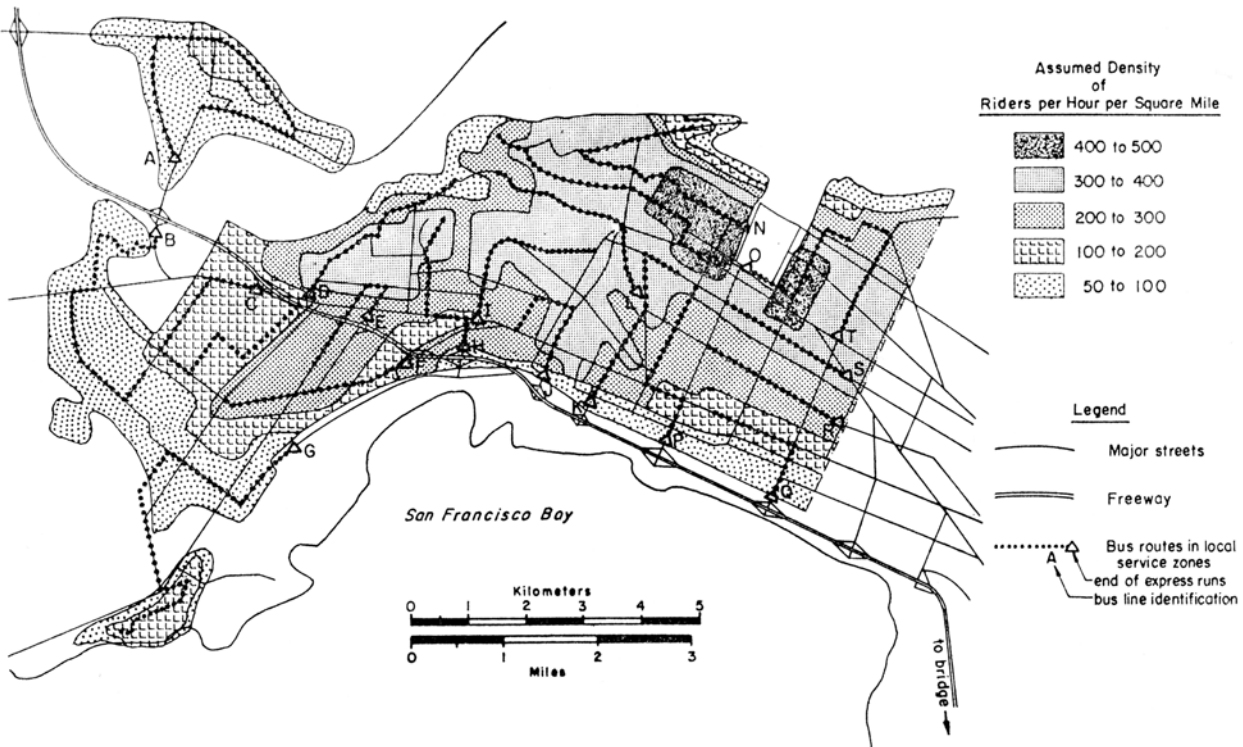 Assumed Density
of
Riders per Hour per Square Mile
400 to 500
300 to 400
200 to 300
100 to 200
50 to 100
Legend
Major streets
Freeway
Bus routes in local
service zones
end of express runs
A
bus line identification
A
B
C
D
E
F
G
H
I
L
N
O
P
Q
R
S
T
San Francisco Bay
Kilometers
0 1 2 3 4 5
0 1 2 3
Miles
to bridge